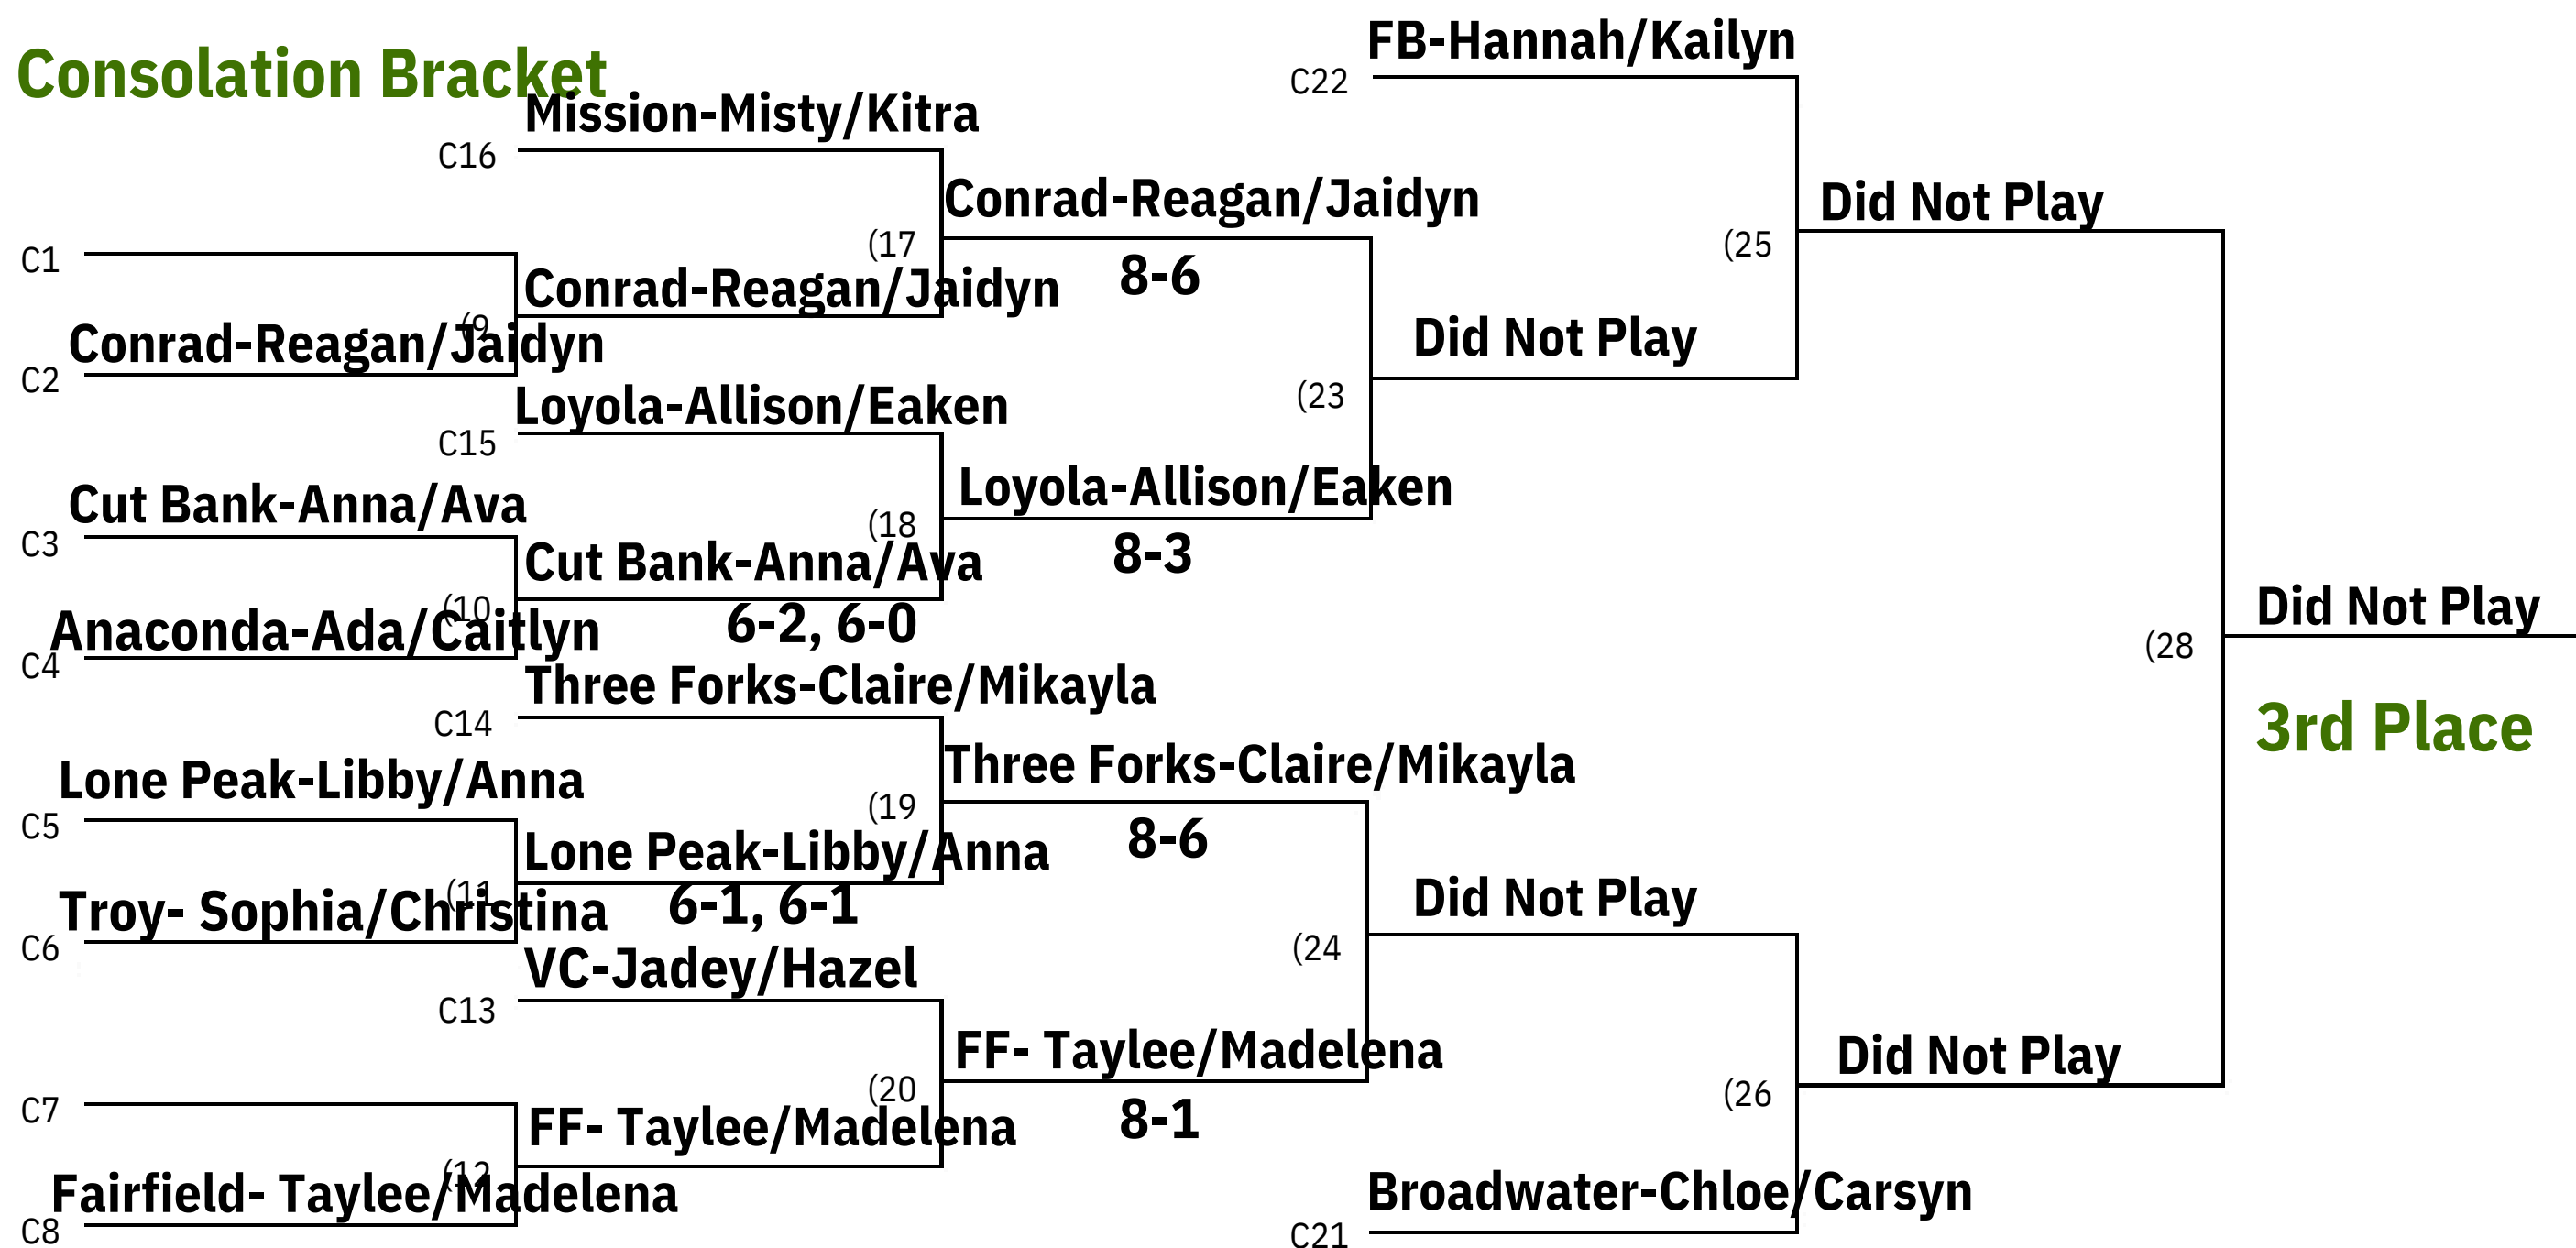 Consolation Bracket
FB-Hannah/Kailyn
C22
Mission-Misty/Kitra
C16
Conrad-Reagan/Jaidyn
Did Not Play
(17
(25
C1
8-6
Conrad-Reagan/Jaidyn
(9
Conrad-Reagan/Jaidyn
Did Not Play
C2
Loyola-Allison/Eaken
(23
C15
Cut Bank-Anna/Ava
Loyola-Allison/Eaken
(18
C3
8-3
Cut Bank-Anna/Ava
(10
Anaconda-Ada/Caitlyn
6-2, 6-0
Did Not Play
C4
(28
Three Forks-Claire/Mikayla
C14
3rd Place
Lone Peak-Libby/Anna
Three Forks-Claire/Mikayla
(19
C5
8-6
Lone Peak-Libby/Anna
(11
Troy- Sophia/Christina
6-1, 6-1
Did Not Play
C6
(24
VC-Jadey/Hazel
C13
FF- Taylee/Madelena
Did Not Play
(20
(26
C7
8-1
FF- Taylee/Madelena
(12
Fairfield- Taylee/Madelena
Broadwater-Chloe/Carsyn
C8
C21